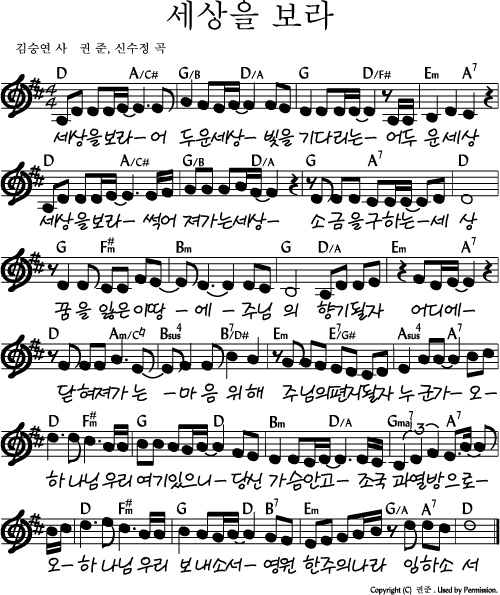 세상을 보라
김승연 사 권 준, 신수정 곡
D A/C# G/B D/A G D/F# Em A7
세상을보라-어 두운세상- 빛을기다리는- 어두 운세상
D A/C# G/B D/A G A7 D
세상을보라- 썩어 져가는세상- 소금을구하는-세 상
G F#m Bm G D/A Em A7
꿈을 잃은이땅 -에- 주님 의 향기될자 어디에-
D Am/C♮ Bsus4 B7/D# Em E7/G# Asus4 A7
닫혀져가 는 -마음 위해 주님의편지될자 누군가-오-
D F#m G D Bm D/A Gmaj7 A7
하 나님 우리 여기있으니- 당신 가슴안고- 조국 과열방으로-
D F#m G D B7 Em G/A A7 D
오- 하 나님 우리 보내소서- 영원 한주의나라 임하소 서
Copyright (C) 권준 . Used by Permission.